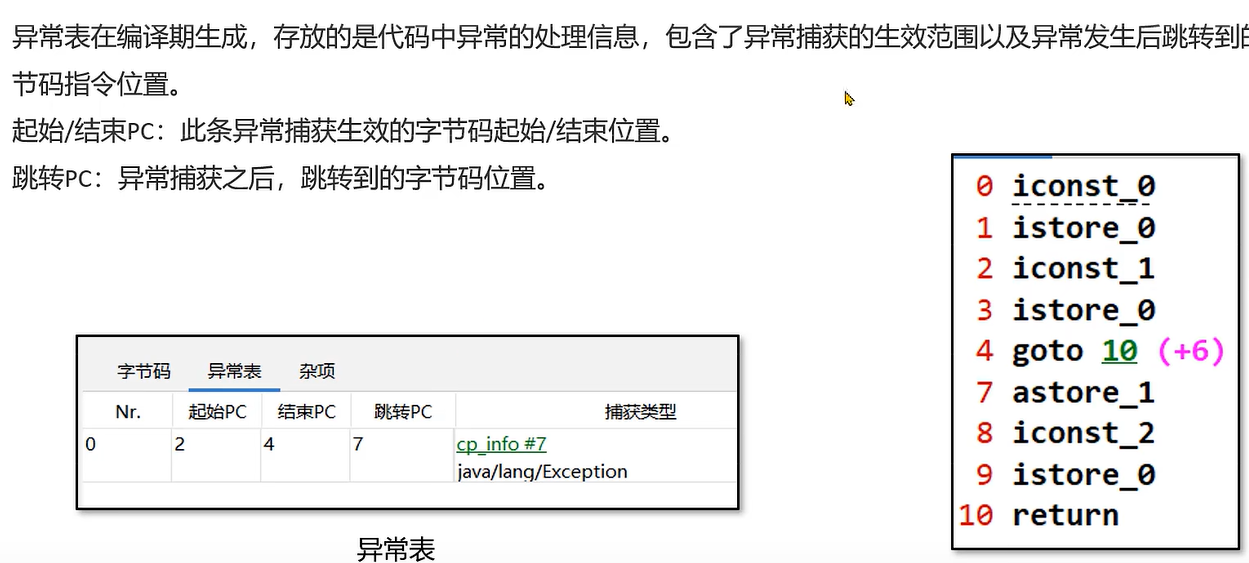 异常表在编译期生成，存放的是代码中异常的处理信息，包含了异常捕获的生效范围以及异常发生后跳转到的
节码指令位置。
起始/结束PC：此条异常捕获生效的字节码起始/结束位置。
跳转PC：异常捕获之后，跳转到的字节码位置。
字节码 异常表 杂项
Nr. 起始PC 结束PC 跳转PC 捕获类型
0 2 4 7 cp_info #7
java/lang/Exception
异常表
0 iconst_0
1 istore_0
2 iconst_1
3 istore_0
4 goto 10 (+6)
7 astore_1
8 iconst_2
9 istore_0
10 return